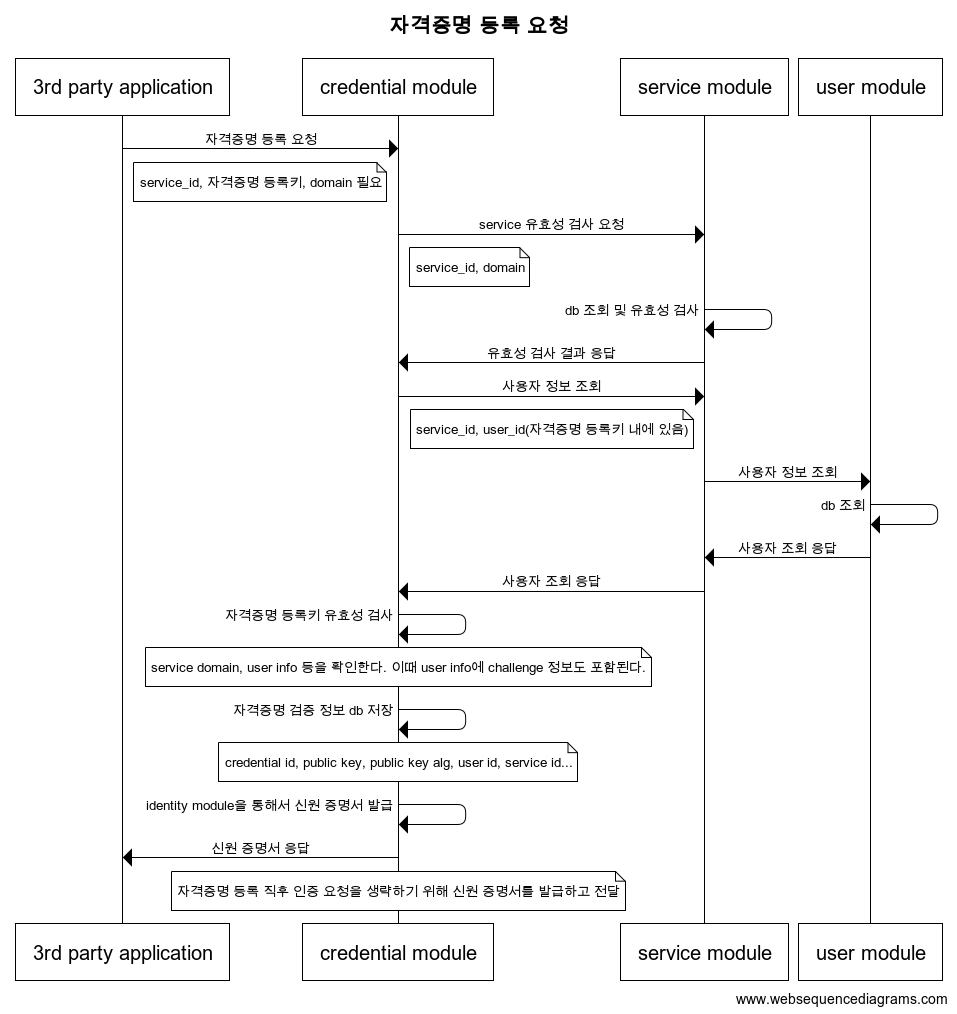 자격증명 등록 요청
3rd party application
credential module
service module
user module
자격증명 등록 요청
service_id, 자격증명 등록키, domain 필요
service 유효성 검사 요청
service_id, domain
db 조회 및 유효성 검사
유효성 검사 결과 응답
사용자 정보 조회
service_id, user_id(자격증명 등록키 내에 있음)
사용자 정보 조회
db 조회
사용자 조회 응답
사용자 조회 응답
자격증명 등록키 유효성 검사
service domain, user info 등을 확인한다. 이때 user info에 challenge 정보도 포함된다.
자격증명 검증 정보 db 저장
credential id, public key, public key alg, user id, service id...
identity module을 통해서 신원 증명서 발급
신원 증명서 응답
자격증명 등록 직후 인증 요청을 생략하기 위해 신원 증명서를 발급하고 전달
3rd party application
credential module
service module
user module
www.websequencediagrams.com